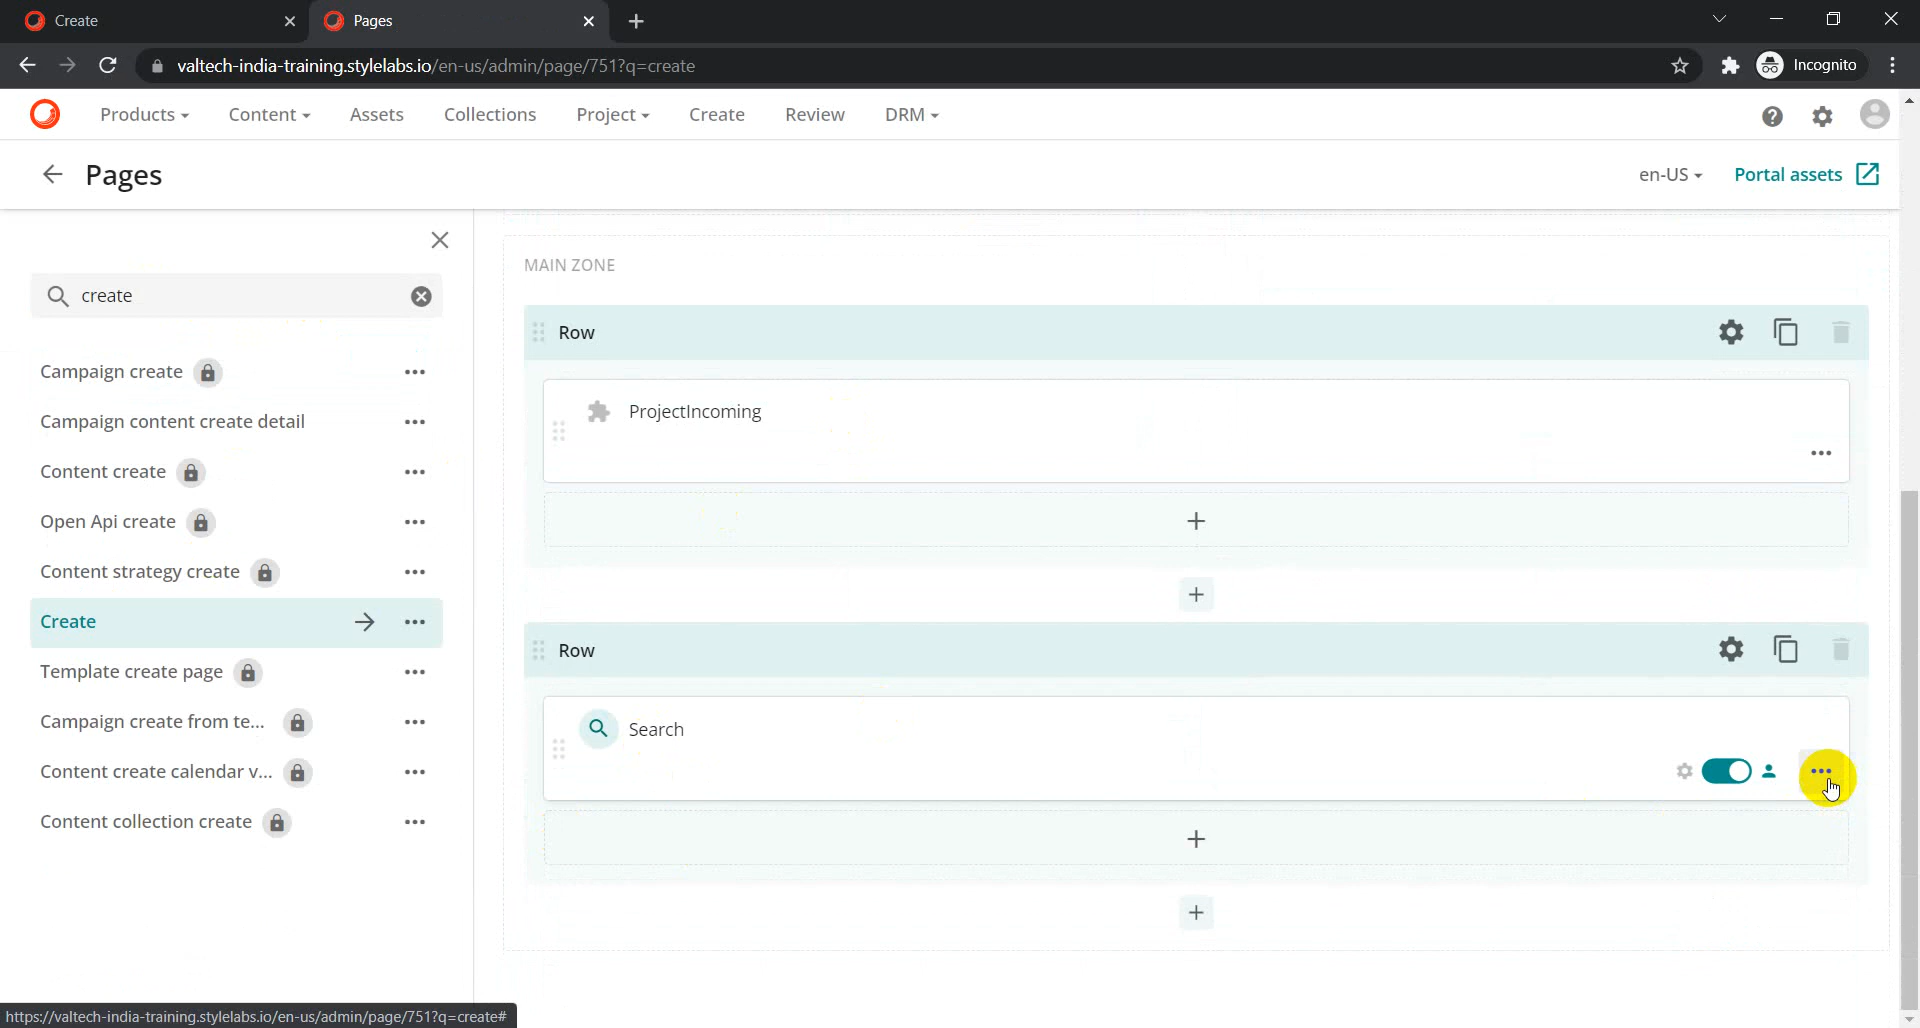 Create
Pages
valtech-india-training.stylelabs.io/en-us/admin/page/751?q=create
Incognito
Products
Content
Assets
Collections
Project
Create
Review
DRM
Pages
en-US
Portal assets
create
Campaign create
Campaign content create detail
Content create
Open Api create
Content strategy create
Create
Template create page
Campaign create from te...
Content create calendar v...
Content collection create
MAIN ZONE
Row
ProjectIncoming
Row
Search
https://valtech-india-training.stylelabs.io/en-us/admin/page/751?q=create#